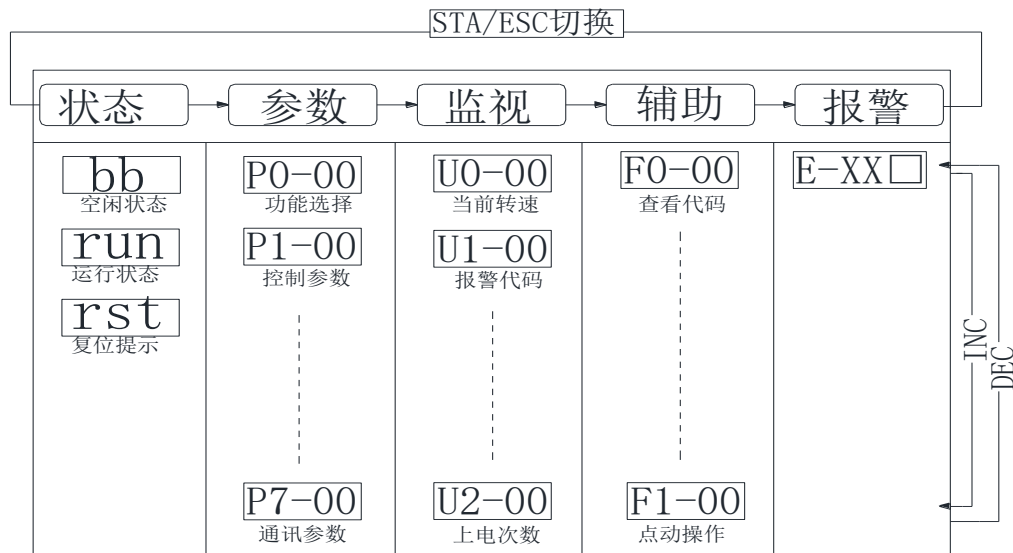 STA/ESC切换
状态
参数
监视
辅助
报警
bb
空闲状态
run
运行状态
rst
复位提示
P0-00
功能选择
P1-00
控制参数
P7-00
通讯参数
U0-00
当前转速
U1-00
报警代码
U2-00
上电次数
F0-00
查看代码
F1-00
点动操作
E-XX□
INC
DEC